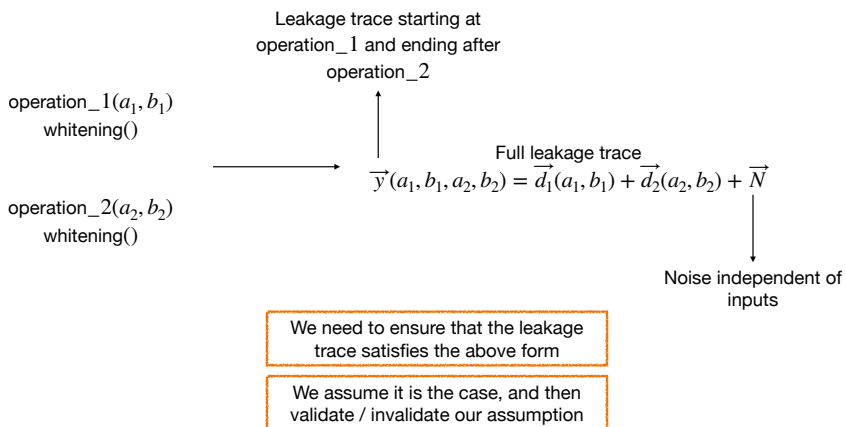 Leakage trace starting at
operation_1 and ending after
operation_2
operation_1(a₁, b₁)
whitening()
Full leakage trace
y⃗(a₁, b₁, a₂, b₂) = d⃗₁(a₁, b₁) + d⃗₂(a₂, b₂) + N⃗
operation_2(a₂, b₂)
whitening()
Noise independent of
inputs
We need to ensure that the leakage
trace satisfies the above form
We assume it is the case, and then
validate / invalidate our assumption